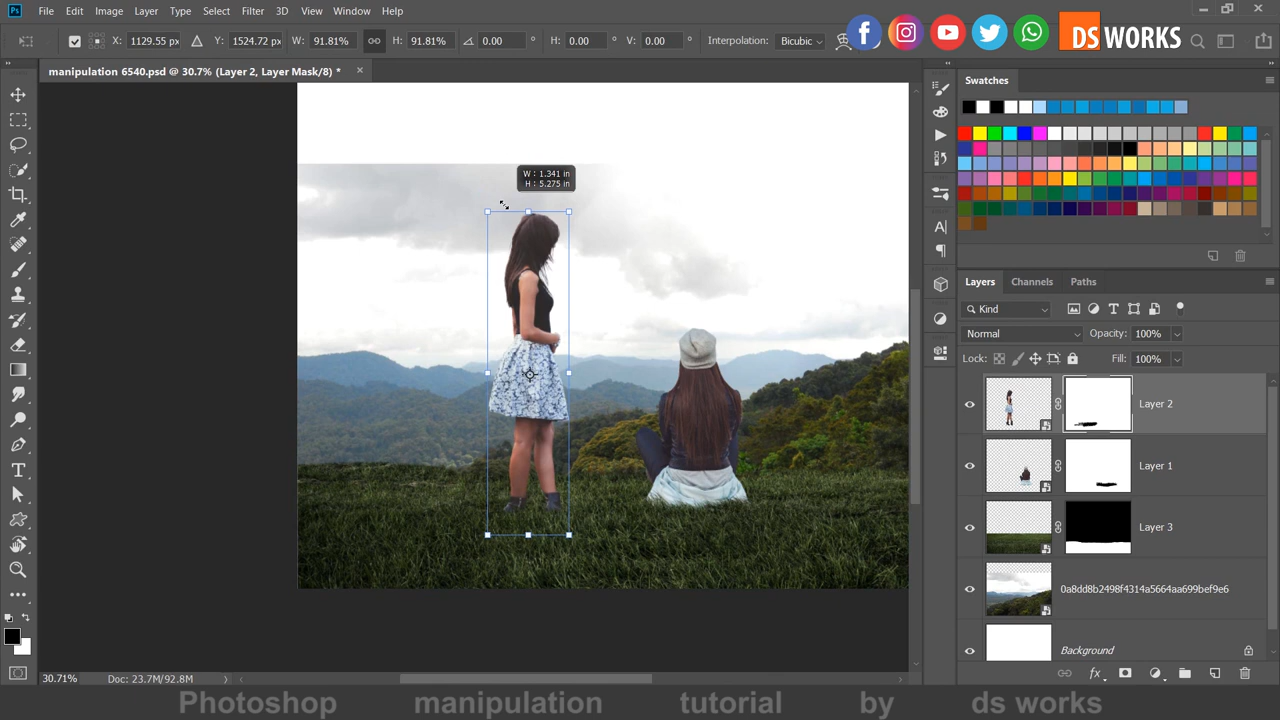 Ps File Edit Image Layer Type Select Filter 3D View Window Help
X: 1129.55 px Y: 1524.72 px W: 91.81% H: 91.81% 0.00 ° H: 0.00 ° V: 0.00 ° Interpolation: Bicubic
DS WORKS
manipulation 6540.psd @ 30.7% (Layer 2, Layer Mask/8) * ×
Swatches
W : 1.341 in
H : 5.275 in
Layers Channels Paths
Kind
Normal Opacity: 100%
Lock: Fill: 100%
Layer 2
Layer 1
Layer 3
0a8dd8b2498f4314a5664aa699bef9e6
Background
30.71% Doc: 23.7M/92.8M
Photoshop manipulation tutorial by ds works